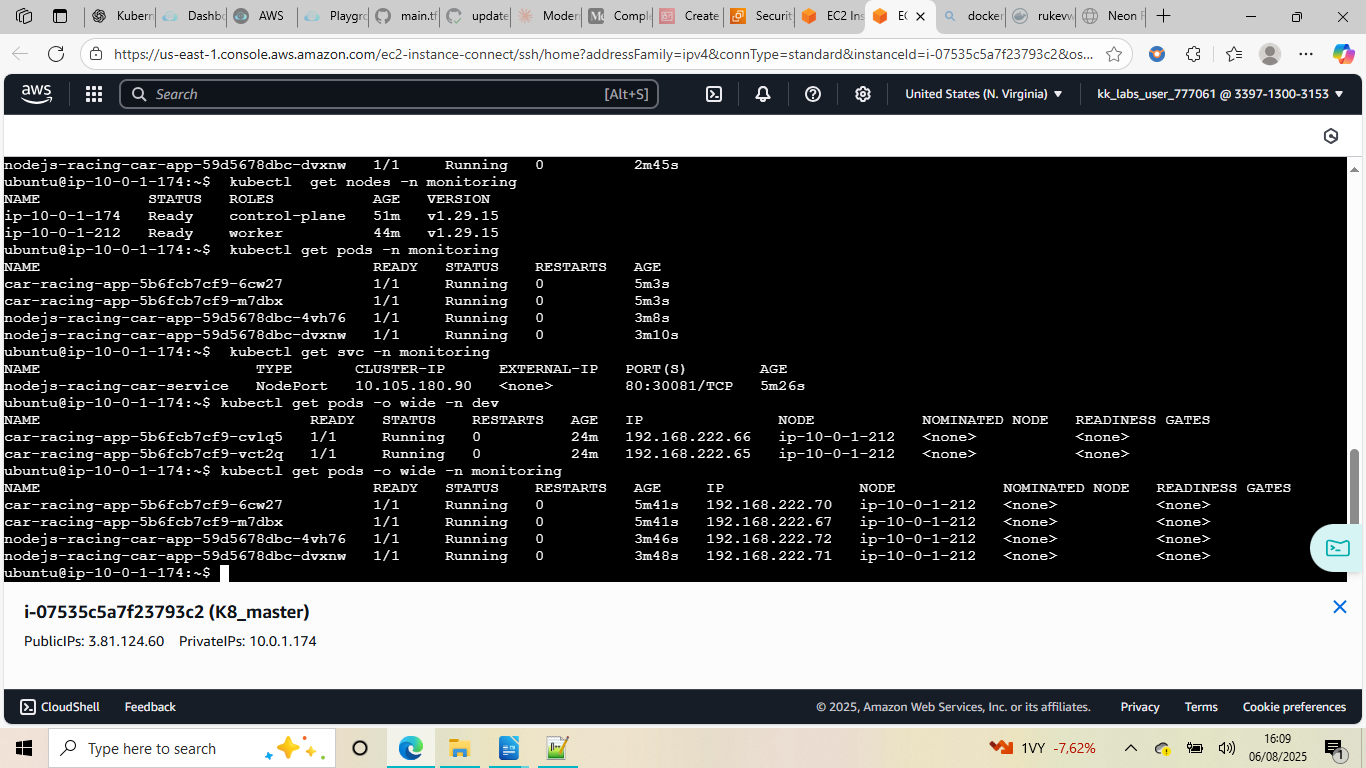 Kubern
Dashbo
AWS
Playgro
main.tf
update
Moder
Compl
Create
Securit
EC2 Ins
EC
docker
rukevw
Neon R
https://us-east-1.console.aws.amazon.com/ec2-instance-connect/ssh/home?addressFamily=ipv4&connType=standard&instanceId=i-07535c5a7f23793c2&os...
aws
Search
[Alt+S]
United States (N. Virginia)
kk_labs_user_777061 @ 3397-1300-3153
nodejs-racing-car-app-59d5678dbc-dvxnw 1/1 Running 0 2m45s
ubuntu@ip-10-0-1-174:~$ kubectl get nodes -n monitoring
NAME STATUS ROLES AGE VERSION
ip-10-0-1-174 Ready control-plane 51m v1.29.15
ip-10-0-1-212 Ready worker 44m v1.29.15
ubuntu@ip-10-0-1-174:~$ kubectl get pods -n monitoring
NAME READY STATUS RESTARTS AGE
car-racing-app-5b6fcb7cf9-6cw27 1/1 Running 0 5m3s
car-racing-app-5b6fcb7cf9-m7dbx 1/1 Running 0 5m3s
nodejs-racing-car-app-59d5678dbc-4vh76 1/1 Running 0 3m8s
nodejs-racing-car-app-59d5678dbc-dvxnw 1/1 Running 0 3m10s
ubuntu@ip-10-0-1-174:~$ kubectl get svc -n monitoring
NAME TYPE CLUSTER-IP EXTERNAL-IP PORT(S) AGE
nodejs-racing-car-service NodePort 10.105.180.90 <none> 80:30081/TCP 5m26s
ubuntu@ip-10-0-1-174:~$ kubectl get pods -o wide -n dev
NAME READY STATUS RESTARTS AGE IP NODE NOMINATED NODE READINESS GATES
car-racing-app-5b6fcb7cf9-cvlq5 1/1 Running 0 24m 192.168.222.66 ip-10-0-1-212 <none> <none>
car-racing-app-5b6fcb7cf9-vct2q 1/1 Running 0 24m 192.168.222.65 ip-10-0-1-212 <none> <none>
ubuntu@ip-10-0-1-174:~$ kubectl get pods -o wide -n monitoring
NAME READY STATUS RESTARTS AGE IP NODE NOMINATED NODE READINESS GATES
car-racing-app-5b6fcb7cf9-6cw27 1/1 Running 0 5m41s 192.168.222.70 ip-10-0-1-212 <none> <none>
car-racing-app-5b6fcb7cf9-m7dbx 1/1 Running 0 5m41s 192.168.222.67 ip-10-0-1-212 <none> <none>
nodejs-racing-car-app-59d5678dbc-4vh76 1/1 Running 0 3m46s 192.168.222.72 ip-10-0-1-212 <none> <none>
nodejs-racing-car-app-59d5678dbc-dvxnw 1/1 Running 0 3m48s 192.168.222.71 ip-10-0-1-212 <none> <none>
ubuntu@ip-10-0-1-174:~$
i-07535c5a7f23793c2 (K8_master)
PublicIPs: 3.81.124.60 PrivateIPs: 10.0.1.174
CloudShell
Feedback
© 2025, Amazon Web Services, Inc. or its affiliates.
Privacy
Terms
Cookie preferences
Type here to search
1VY -7,62%
16:09
06/08/2025
1